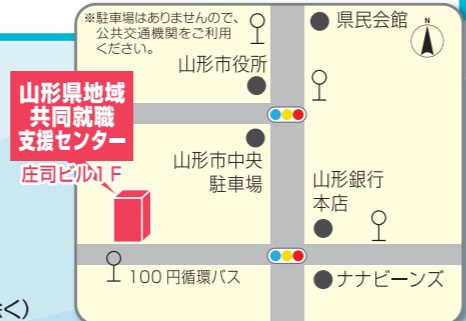 ※駐車場はありませんので、
公共交通機関をご利用
ください。
県民会館
N
山形市役所
山形県地域
共同就職
支援センター
庄司ビル1F
山形市中央
駐車場
山形銀行
本店
100円循環バス
ナナビーンズ
く）